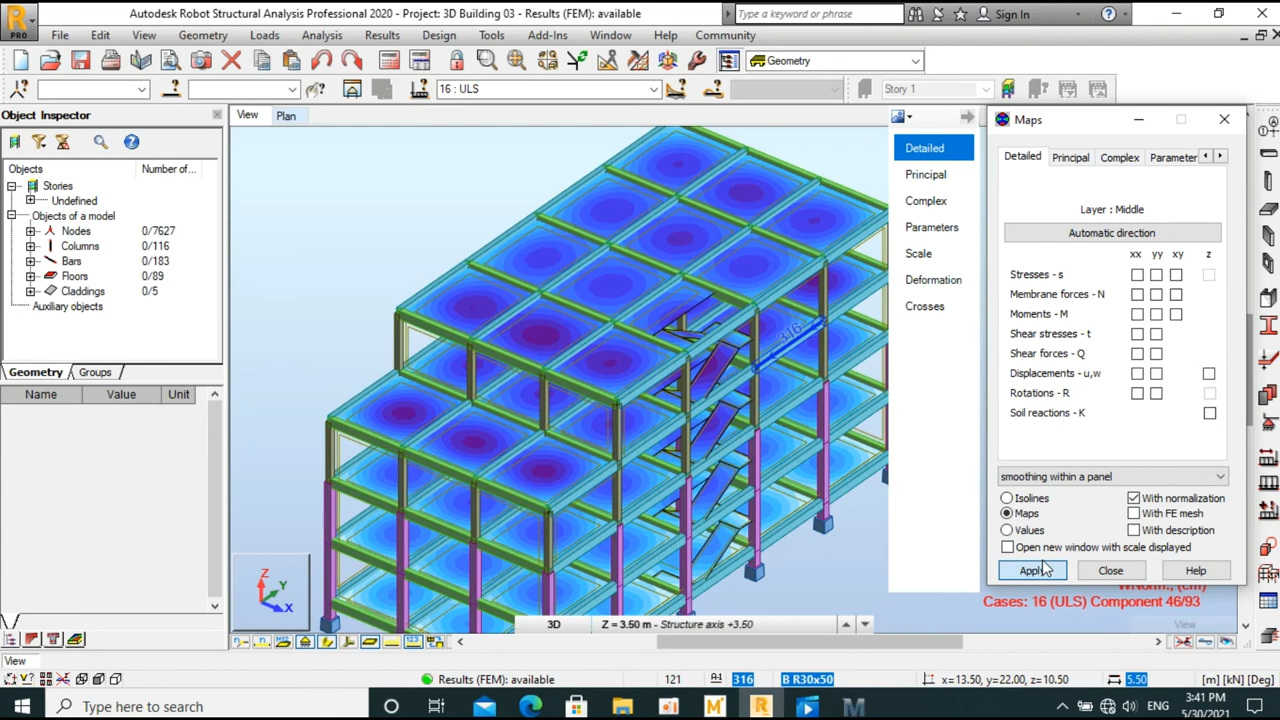 Autodesk Robot Structural Analysis Professional 2020 - Project: 3D Building 03 - Results (FEM): available
Type a keyword or phrase
Sign In
PRO
File Edit View Geometry Loads Analysis Results Design Tools Add-Ins Window Help Community
Geometry
16 : ULS
Story 1
Object Inspector
View Plan
Objects Number of...
Stories
Undefined
Objects of a model
Nodes 0/7627
Columns 0/116
Bars 0/183
Floors 0/89
Claddings 0/5
Auxiliary objects
Geometry Groups
Name Value Unit
316
Z
Y
X
3D Z = 3.50 m - Structure axis +3.50
Detailed
Principal
Complex
Parameters
Scale
Deformation
Crosses
Maps
Detailed Principal Complex Parameter
Layer : Middle
Automatic direction
xx yy xy z
Stresses - s
Membrane forces - N
Moments - M
Shear stresses - t
Shear forces - Q
Displacements - u,w
Rotations - R
Soil reactions - K
smoothing within a panel
Isolines With normalization
Maps With FE mesh
Values With description
Open new window with scale displayed
Apply Close Help
Cases: 16 (ULS) Component 46/93
View
View
Results (FEM): available 121 316 B R30x50 x=13.50, y=22.00, z=10.50 5.50 [m] [kN] [Deg]
Type here to search
ENG
3:41 PM
5/30/2021